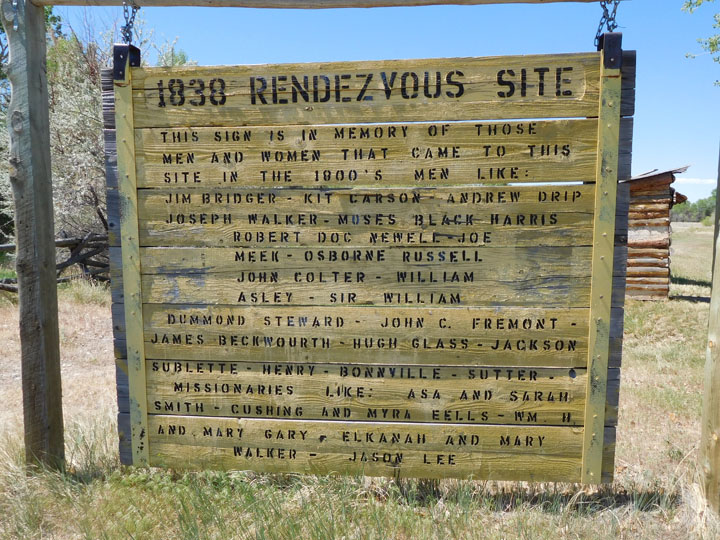 1838 RENDEZVOUS SITE
THIS SIGN IS IN MEMORY OF THOSE
MEN AND WOMEN THAT CAME TO THIS
SITE IN THE 1800'S MEN LIKE:
JIM BRIDGER - KIT CARSON - ANDREW DRIP
JOSEPH WALKER - MOSES BLACK HARRIS
ROBERT DOC NEWELL - JOE
MEEK - OSBORNE RUSSELL
JOHN COLTER - WILLIAM
ASLEY - SIR WILLIAM
DUMMOND STEWARD - JOHN C. FREMONT -
JAMES BECKWOURTH - HUGH GLASS - JACKSON
SUBLETTE - HENRY - BONNVILLE - SUTTER -
MISSIONARIES LIKE: ASA AND SARAH
SMITH - CUSHING AND MYRA EELLS - WM. H.
AND MARY GARY - ELKANAH AND MARY
WALKER - JASON LEE